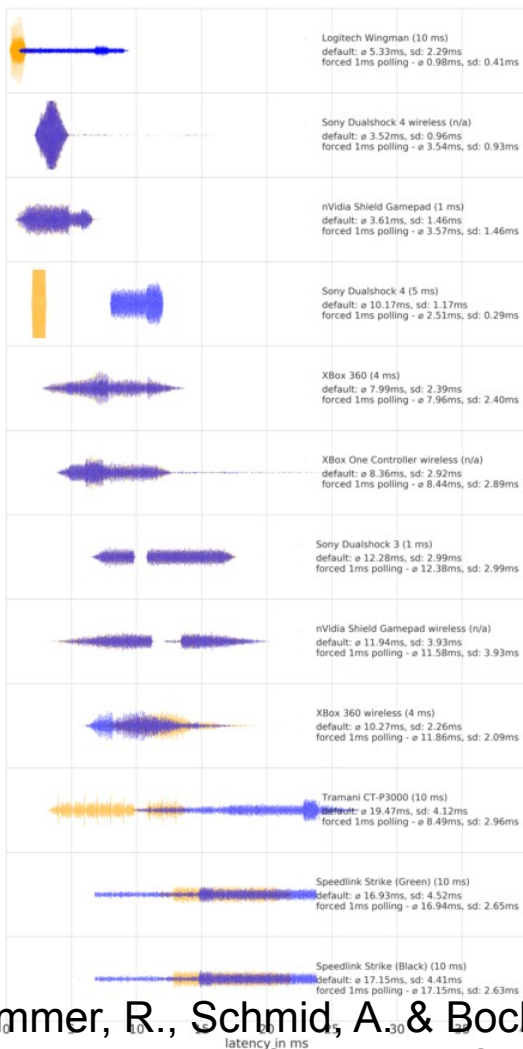 Logitech Wingman (10 ms)
default: ø 5.33ms, sd: 2.29ms
forced 1ms polling - ø 0.98ms, sd: 0.41ms
Sony Dualshock 4 wireless (n/a)
default: ø 3.52ms, sd: 0.96ms
forced 1ms polling - ø 3.54ms, sd: 0.93ms
nVidia Shield Gamepad (1 ms)
default: ø 3.61ms, sd: 1.46ms
forced 1ms polling - ø 3.57ms, sd: 1.46ms
Sony Dualshock 4 (5 ms)
default: ø 10.17ms, sd: 1.17ms
forced 1ms polling - ø 2.51ms, sd: 0.29ms
XBox 360 (4 ms)
default: ø 7.99ms, sd: 2.39ms
forced 1ms polling - ø 7.96ms, sd: 2.40ms
XBox One Controller wireless (n/a)
default: ø 8.36ms, sd: 2.92ms
forced 1ms polling - ø 8.44ms, sd: 2.89ms
Sony Dualshock 3 (1 ms)
default: ø 12.28ms, sd: 2.99ms
forced 1ms polling - ø 12.38ms, sd: 2.99ms
nVidia Shield Gamepad wireless (n/a)
default: ø 11.94ms, sd: 3.93ms
forced 1ms polling - ø 11.58ms, sd: 3.93ms
XBox 360 wireless (4 ms)
default: ø 10.27ms, sd: 2.26ms
forced 1ms polling - ø 11.86ms, sd: 2.09ms
Tramani CT-P3000 (10 ms)
default: ø 19.47ms, sd: 4.12ms
forced 1ms polling - ø 8.49ms, sd: 2.96ms
Speedlink Strike (Green) (10 ms)
default: ø 16.93ms, sd: 4.52ms
forced 1ms polling - ø 16.94ms, sd: 2.65ms
Speedlink Strike (Black) (10 ms)
default: ø 17.15ms, sd: 4.41ms
forced 1ms polling - ø 17.15ms, sd: 2.63ms
mmer, R., Schmid, A. & Boch
0 5 10 15 20 25 30 35
latency in ms